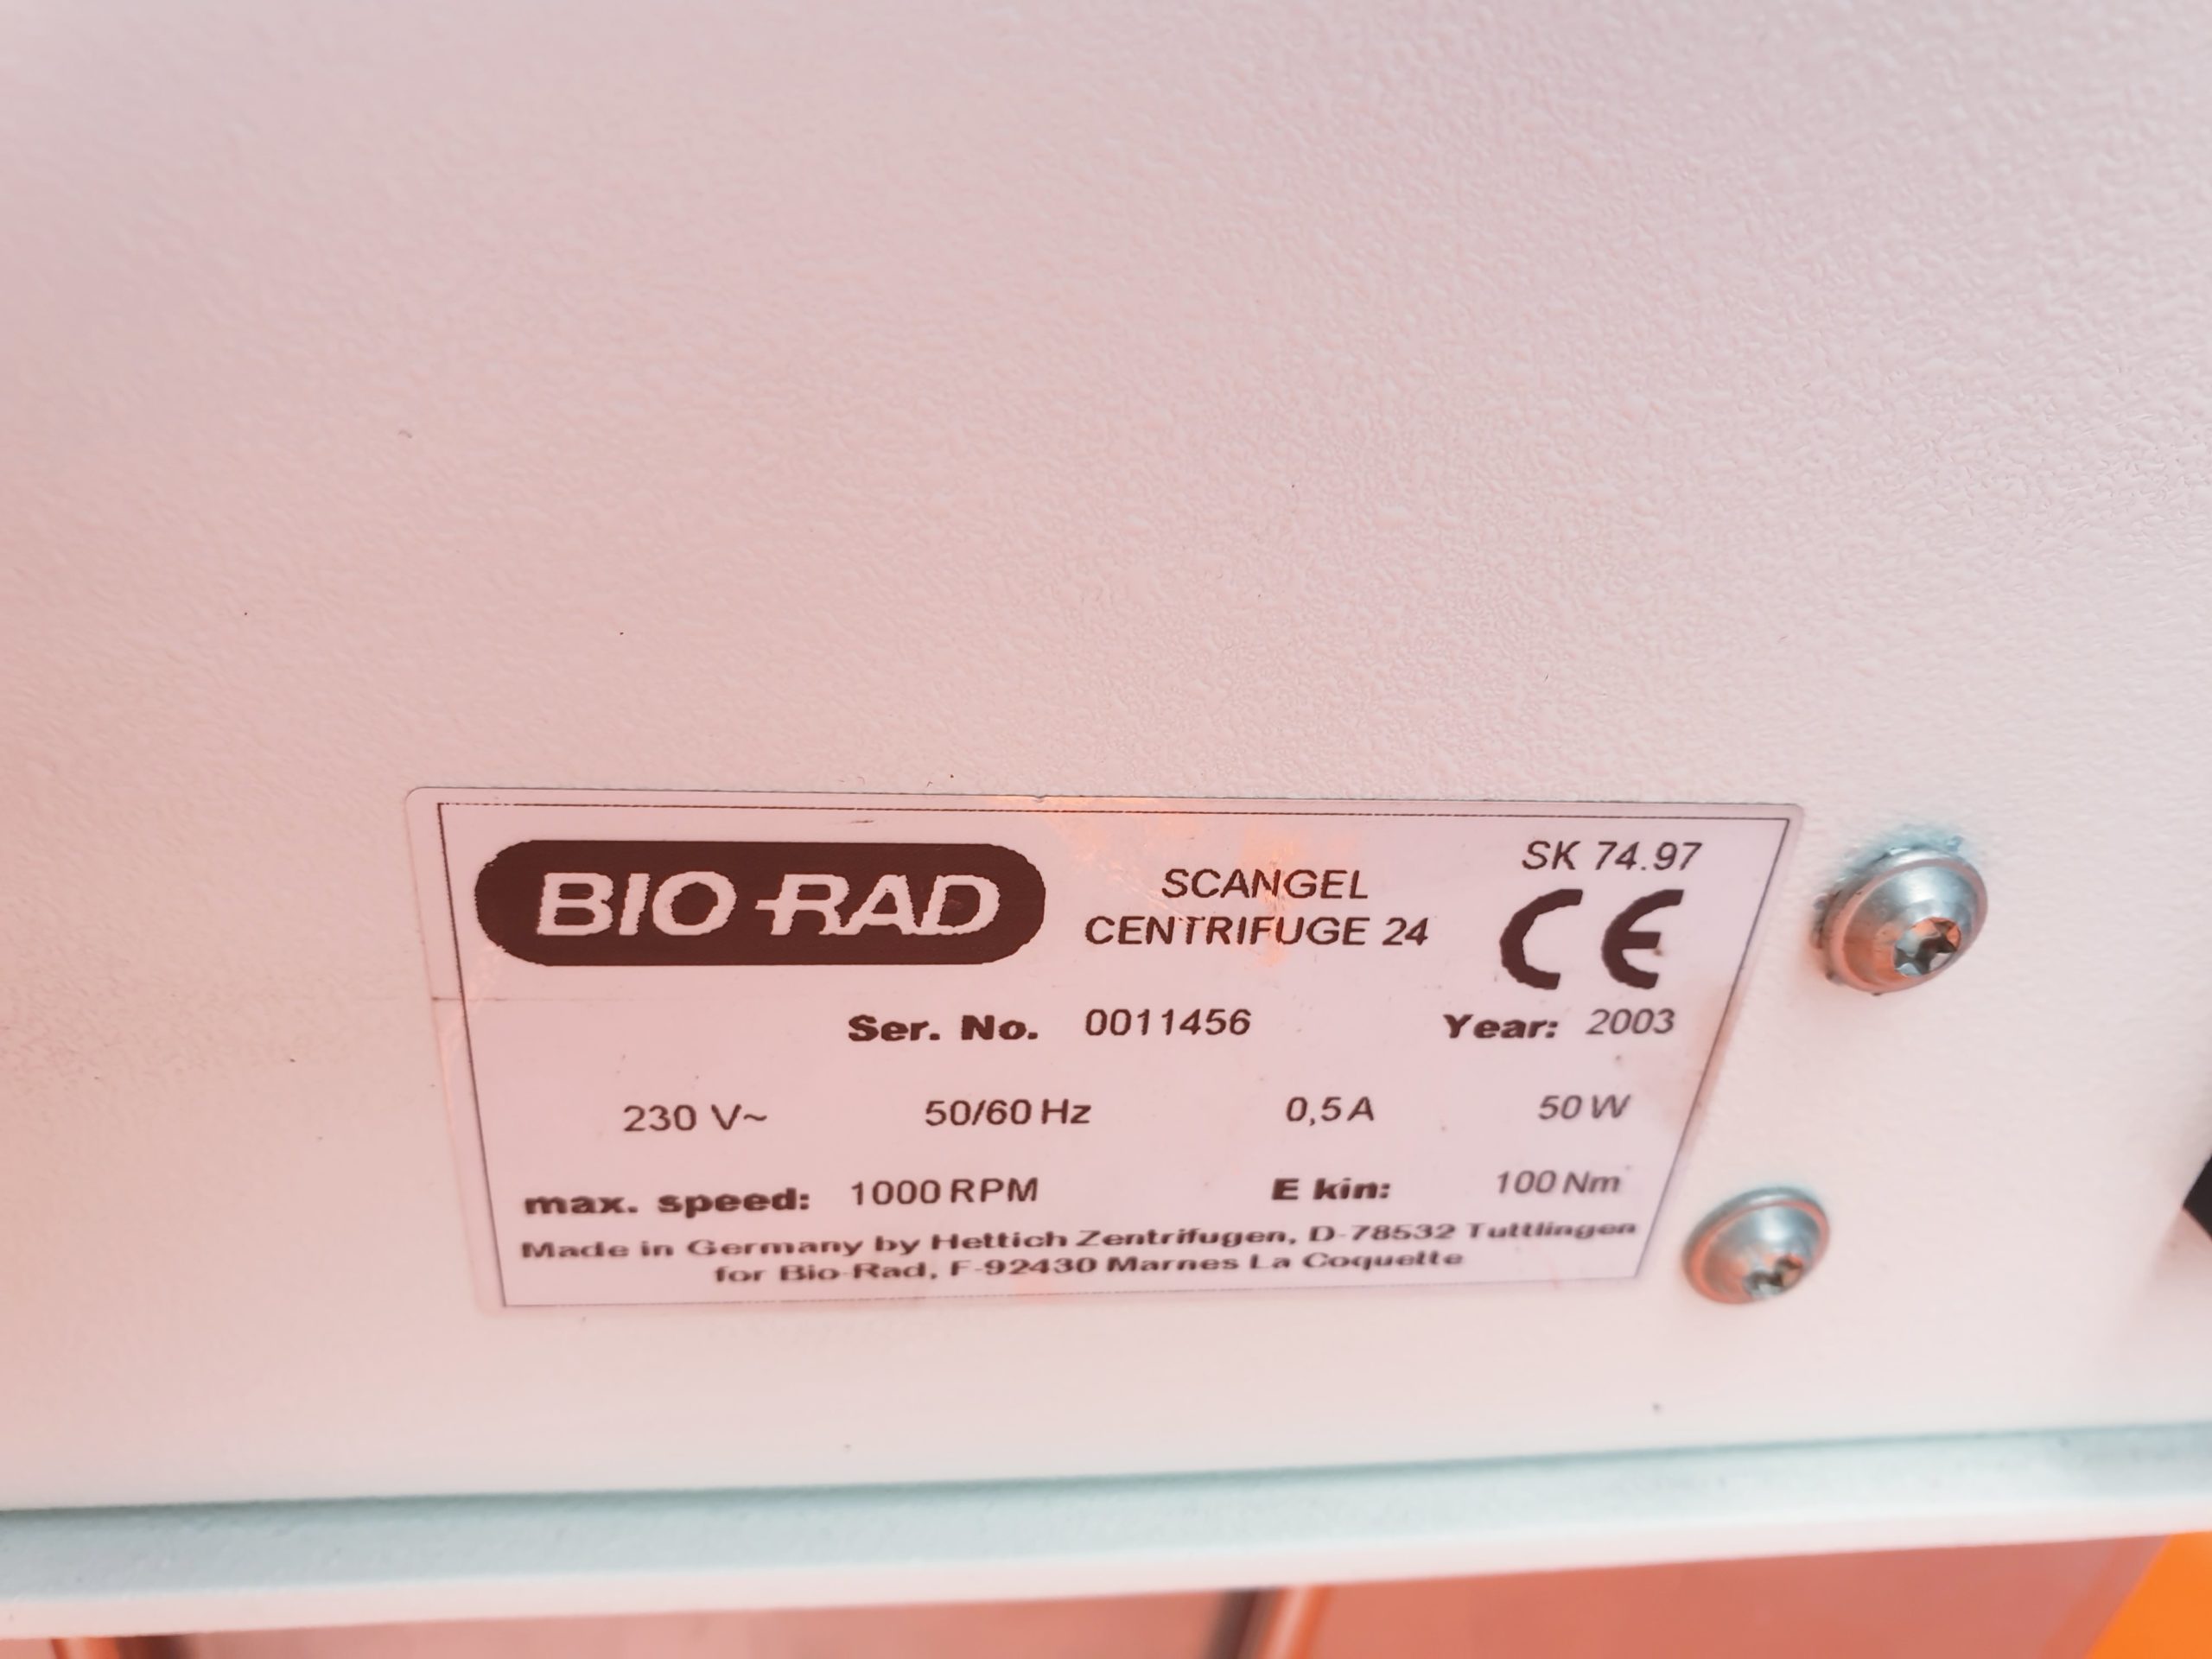 BIO-RAD
SCANGEL
CENTRIFUGE 24
SK 74.97
CE
Ser. No. 0011456 Year: 2003
230 V~ 50/60 Hz 0,5 A 50 W
max. speed: 1000 RPM E kin: 100 Nm
Made in Germany by Hettich Zentrifugen, D-78532 Tuttlingen
for Bio-Rad, F-92430 Marnes La Coquette